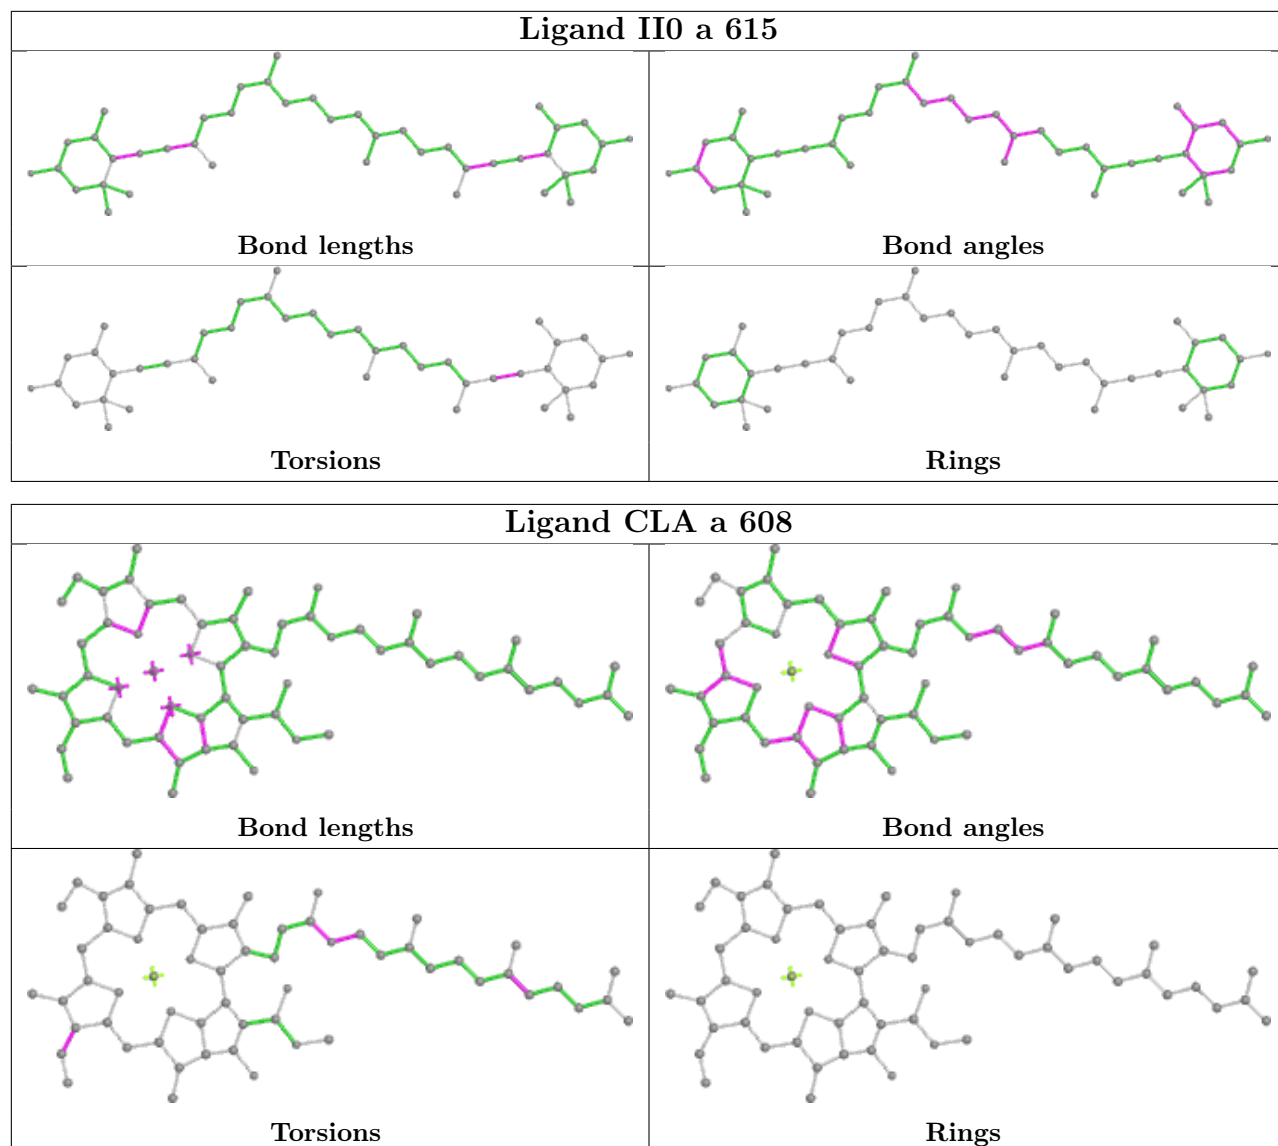 Ligand II0 a 615
Bond lengths
Bond angles
Torsions
Rings
Ligand CLA a 608
Bond lengths
Bond angles
Torsions
Rings